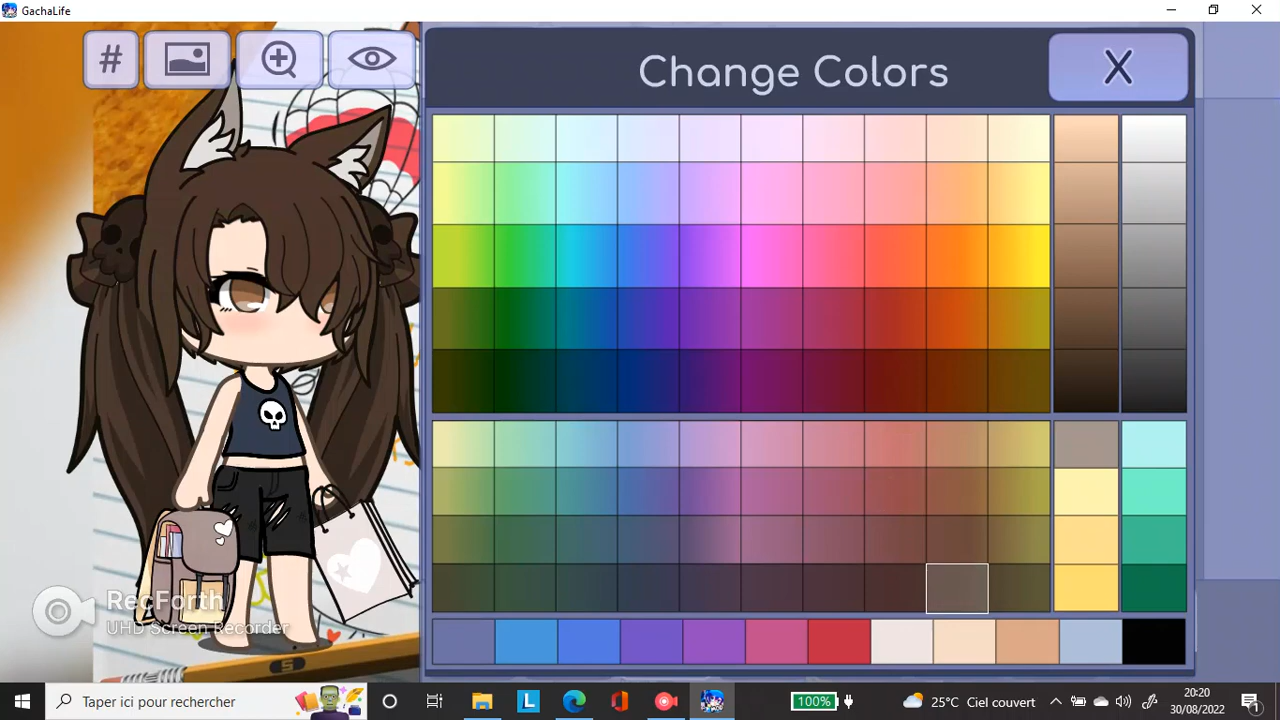 GachaLife
#
Change Colors
X
S
RecForth
UHD Screen Recorder
Taper ici pour rechercher
L
100%
25°C Ciel couvert
20:20
30/08/2022
1